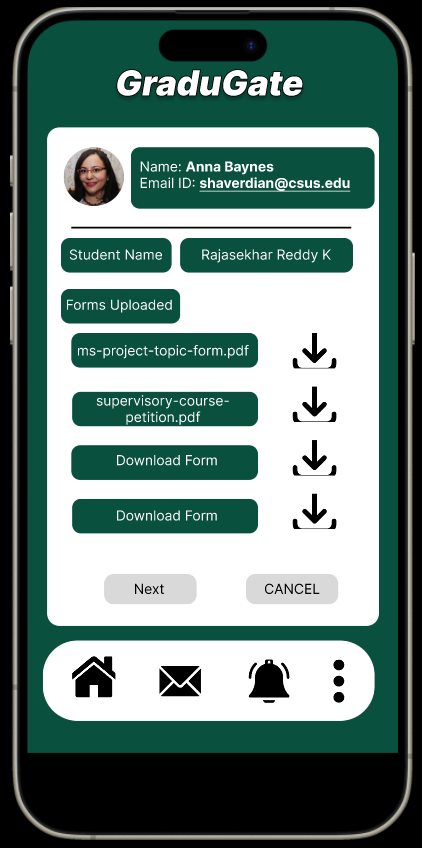 GraduGate
Name: Anna Baynes
Email ID: shaverdian@csus.edu
Student Name
Rajasekhar Reddy K
Forms Uploaded
ms-project-topic-form.pdf
supervisory-course-
petition.pdf
Download Form
Download Form
Next
CANCEL